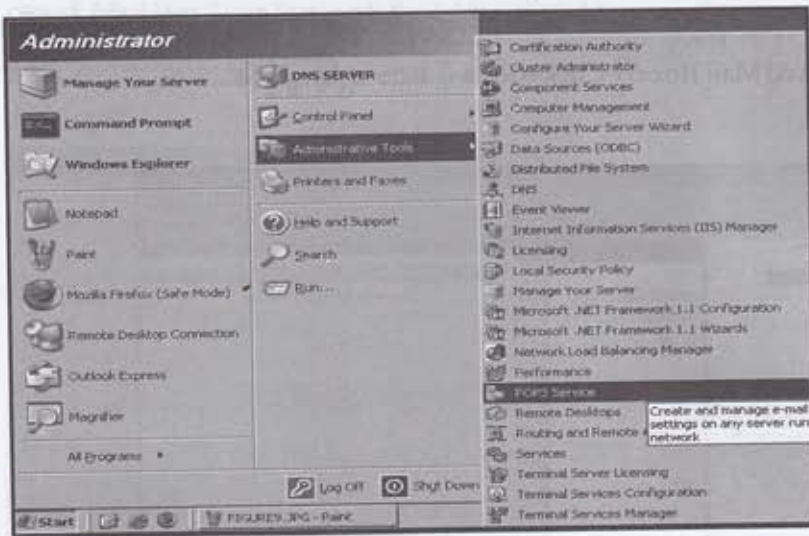 Administrator
Manage Your Server
Command Prompt
Windows Explorer
Notepad
Paint
Mozilla Firefox (Safe Mode)
Remote Desktop Connection
Outlook Express
Magnifier
All Programs
DNS SERVER
Control Panel
Administrative Tools
Printers and Faxes
Help and Support
Search
Run...
Certification Authority
Cluster Administrator
Component Services
Computer Management
Configure Your Server Wizard
Data Sources (ODBC)
Distributed File System
DNS
Event Viewer
Internet Information Services (IIS) Manager
Licensing
Local Security Policy
Manage Your Server
Microsoft .NET Framework 1.1 Configuration
Microsoft .NET Framework 1.1 Wizards
Network Load Balancing Manager
Performance
POP3 Service
Remote Desktops
Routing and Remote
Services
Terminal Server Licensing
Terminal Services Configuration
Terminal Services Manager
Create and manage e-mail
settings on any server run
network
Log Off
Shut Down
Start
FIGURE9.JPG - Paint